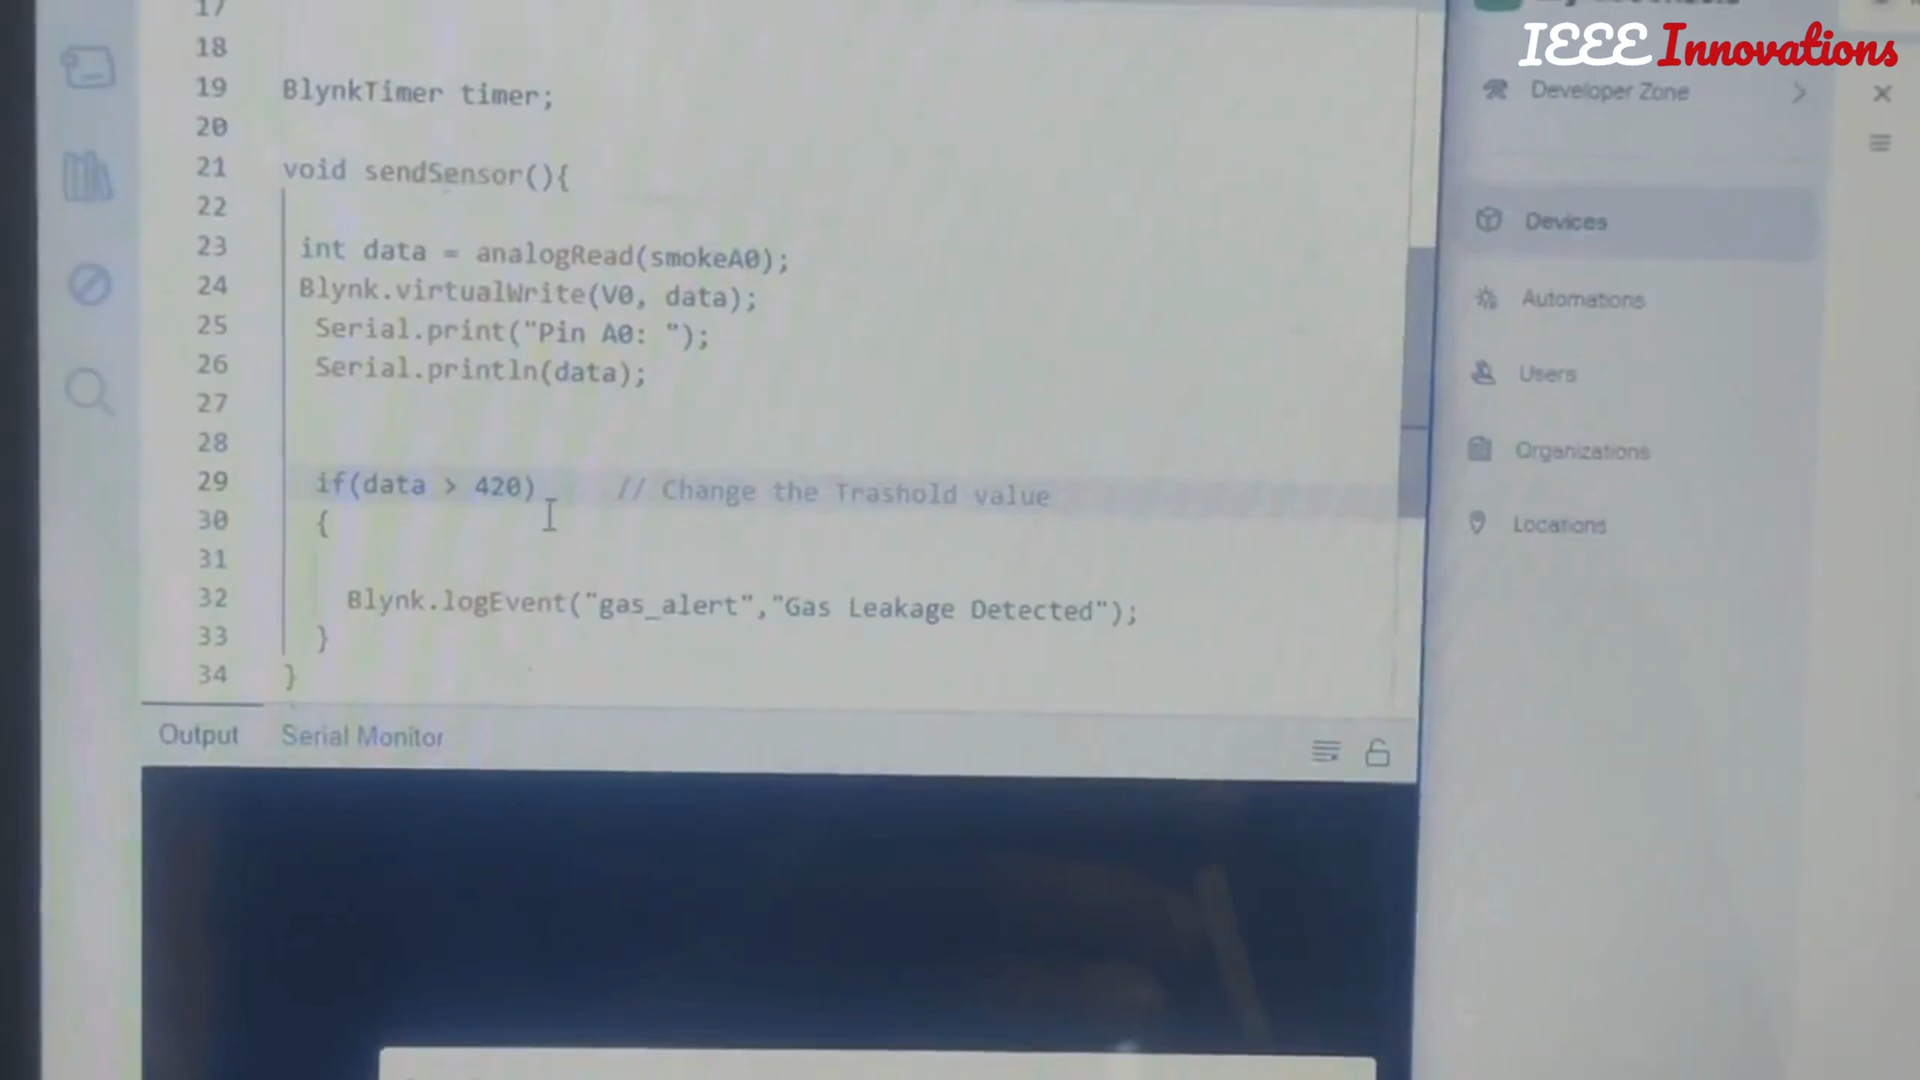 IEEE Innovations
17
18
19 BlynkTimer timer;
20
21 void sendSensor(){
22
23 int data = analogRead(smokeA0);
24 Blynk.virtualWrite(V0, data);
25 Serial.print("Pin A0: ");
26 Serial.println(data);
27
28
29 if(data > 420) // Change the Trashold value
30 {
31
32 Blynk.logEvent("gas_alert","Gas Leakage Detected");
33 }
34 }
Output Serial Monitor
Developer Zone
Devices
Automations
Users
Organizations
Locations